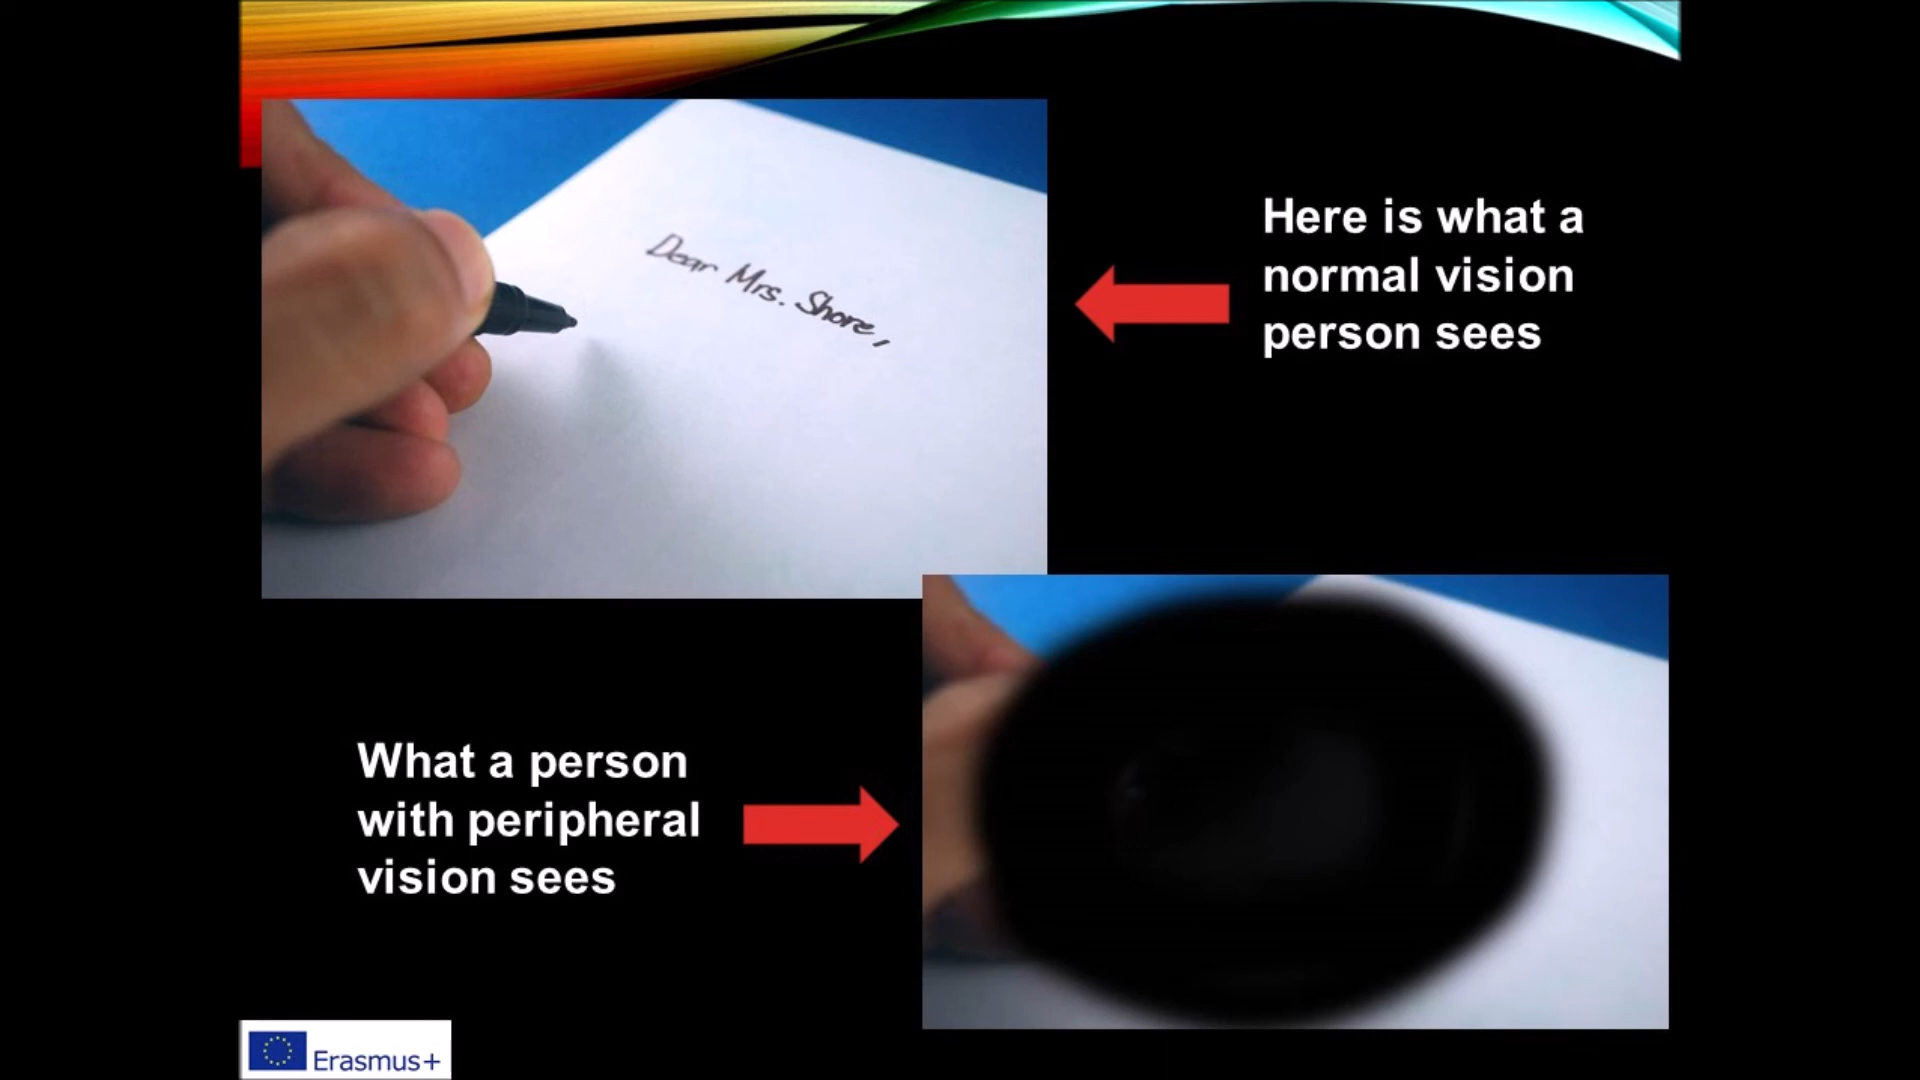 Dear Mrs. Shore,
Here is what a
normal vision
person sees
What a person
with peripheral
vision sees
Erasmus+